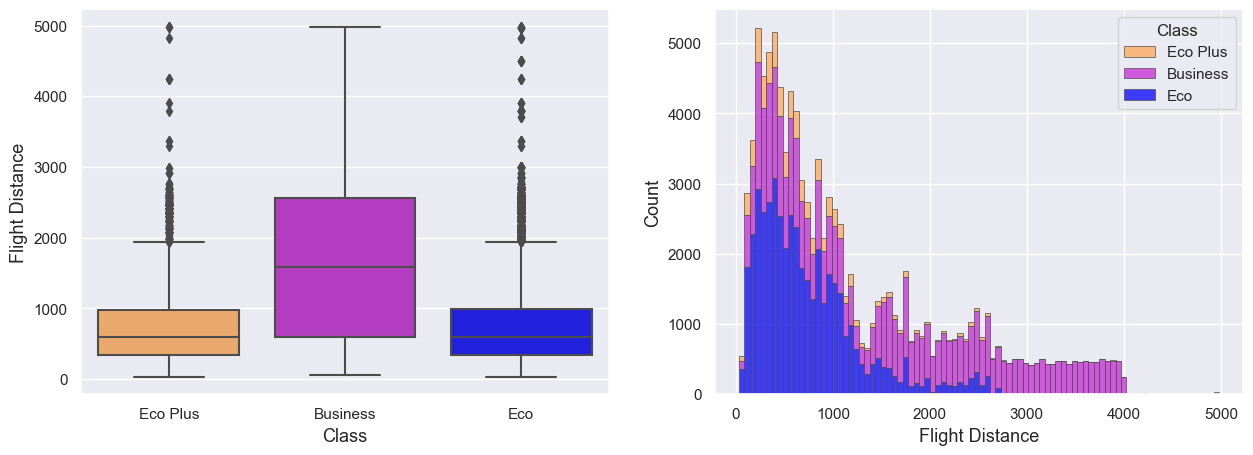 5000
4000
3000
2000
1000
0
Flight Distance
Eco Plus Business Eco
Class
5000
4000
3000
2000
1000
0
Count
Class
Eco Plus
Business
Eco
0 1000 2000 3000 4000 5000
Flight Distance